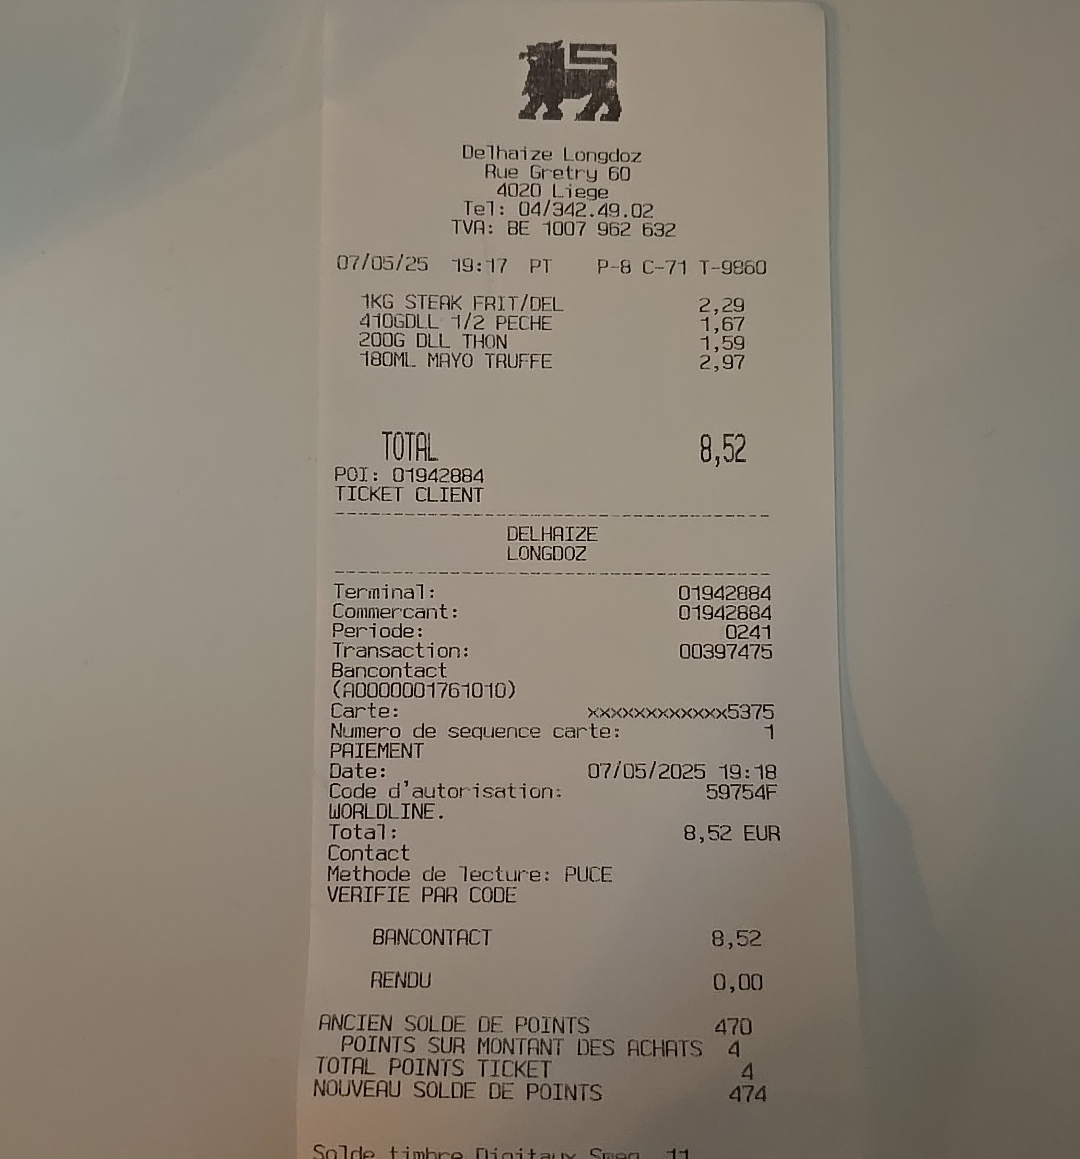 Delhaize Longdoz
Rue Gretry 60
4020 Liege
Tel: 04/342.49.02
TVA: BE 1007 962 632
07/05/25 19:17 PT P-8 C-71 T-9860
1KG STEAK FRIT/DEL 2,29
410GDLL 1/2 PECHE 1,67
200G DLL THON 1,59
180ML MAYO TRUFFE 2,97
TOTAL 8,52
POI: 01942884
TICKET CLIENT
DELHAIZE
LONGDOZ
Terminal: 01942884
Commercant: 01942884
Periode: 0241
Transaction: 00397475
Bancontact
(A0000001761010)
Carte: xxxxxxxxxxxx5375
Numero de sequence carte: 1
PAIEMENT
Date: 07/05/2025 19:18
Code d'autorisation: 59754F
WORLDLINE.
Total: 8,52 EUR
Contact
Methode de lecture: PUCE
VERIFIE PAR CODE
BANCONTACT 8,52
RENDU 0,00
ANCIEN SOLDE DE POINTS 470
POINTS SUR MONTANT DES ACHATS 4
TOTAL POINTS TICKET 4
NOUVEAU SOLDE DE POINTS 474
Solde timbre Digitaux Smeg 11